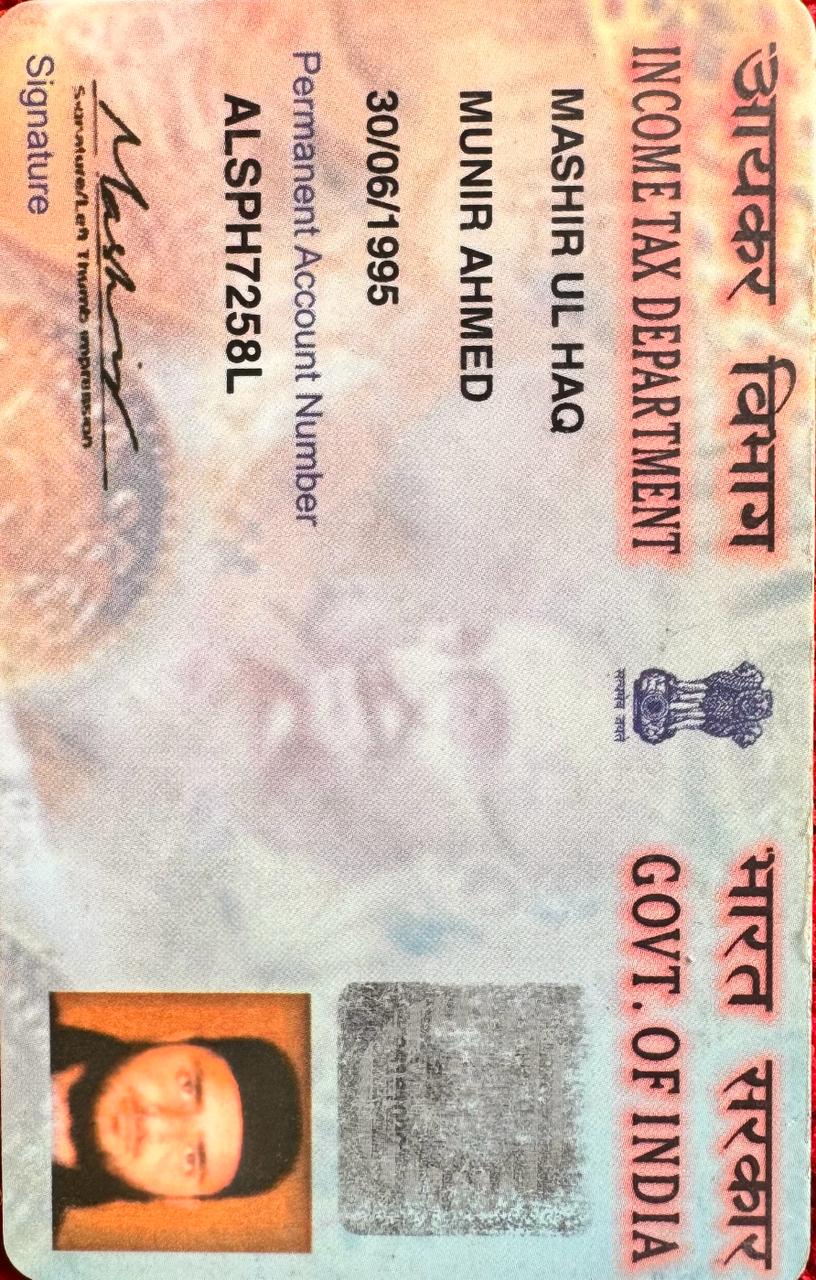 आयकर विभाग
INCOME TAX DEPARTMENT
सत्यमेव जयते
भारत सरकार
GOVT. OF INDIA
MASHIR UL HAQ
MUNIR AHMED
30/06/1995
Permanent Account Number
ALSPH7258L
Mashir
Signature/Left Thumb impression
Signature